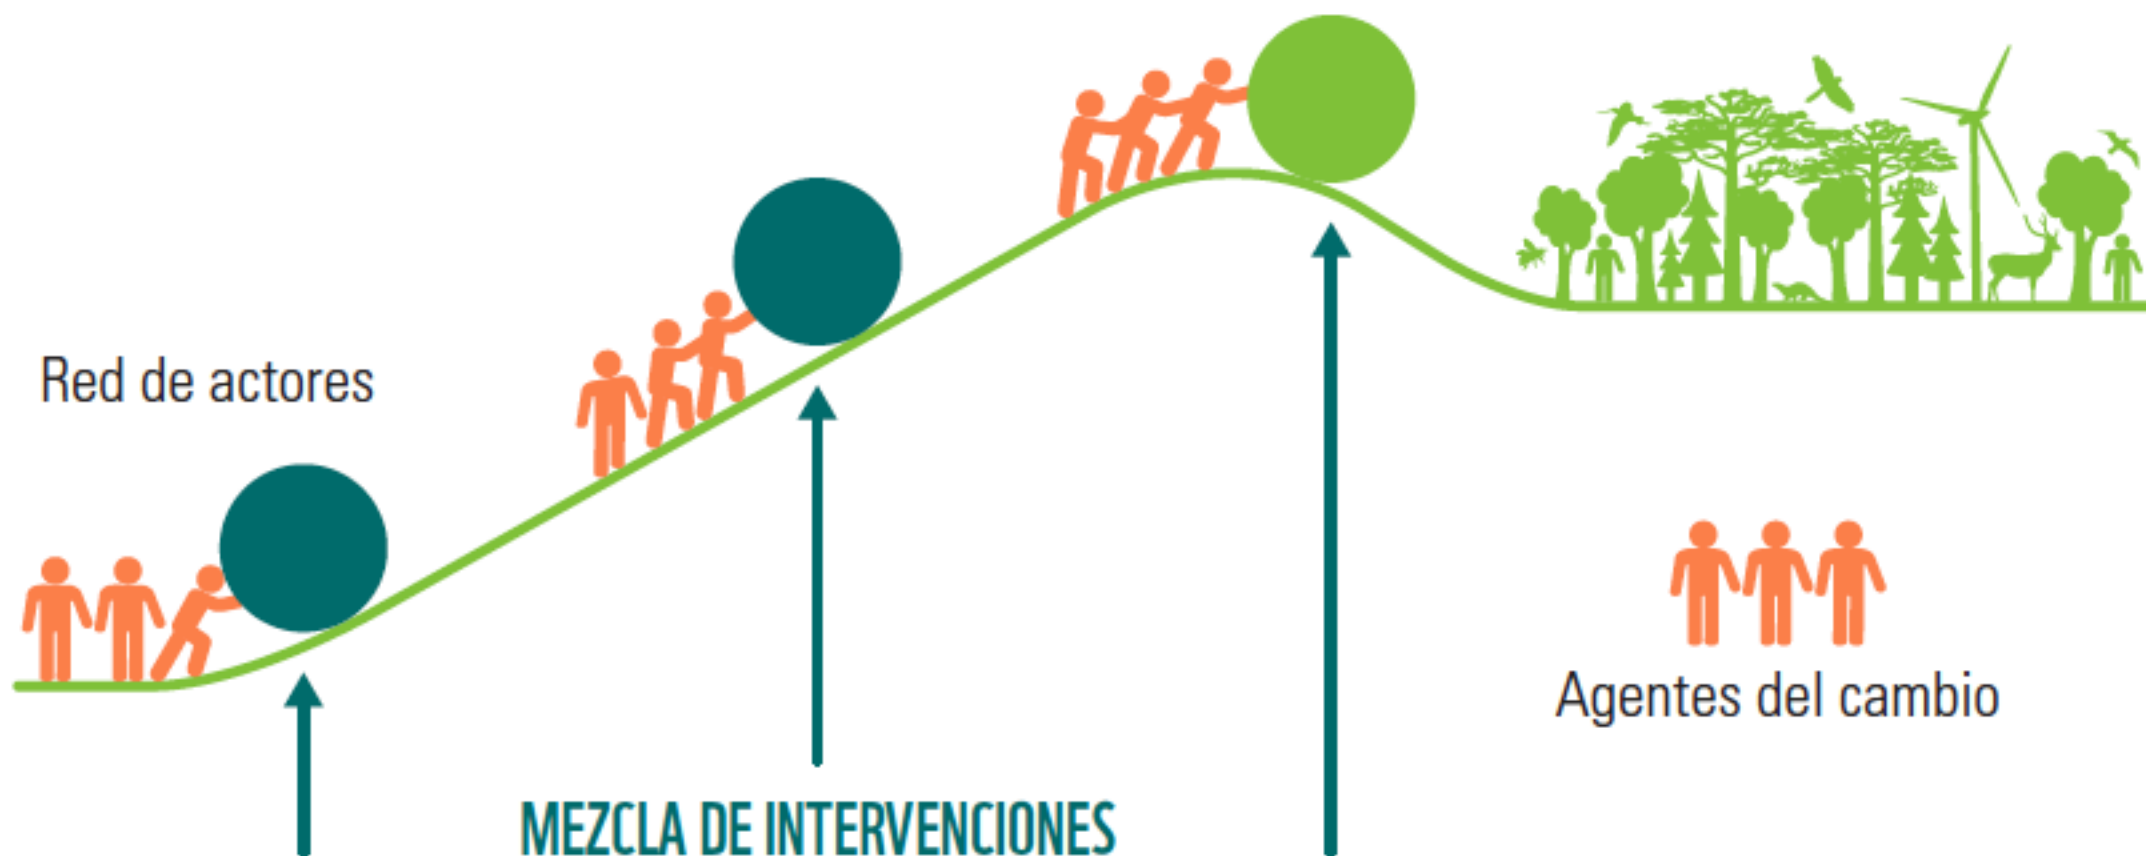 Red de actores
Agentes del cambio
MEZCLA DE INTERVENCIONES